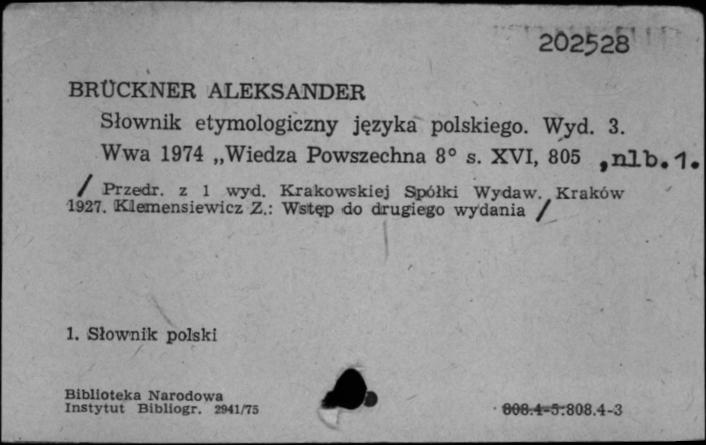 202528
BRÜCKNER ALEKSANDER
Słownik etymologiczny języka polskiego. Wyd. 3.
Wwa 1974 „Wiedza Powszechna 8° s. XVI, 805 ,nlb.1.
/ Przedr. z 1 wyd. Krakowskiej Spółki Wydaw. Kraków
1927. Klemensiewicz Z.: Wstęp do drugiego wydania /
1. Słownik polski
Biblioteka Narodowa
Instytut Bibliogr. 2941/75
808.4-5:808.4-3